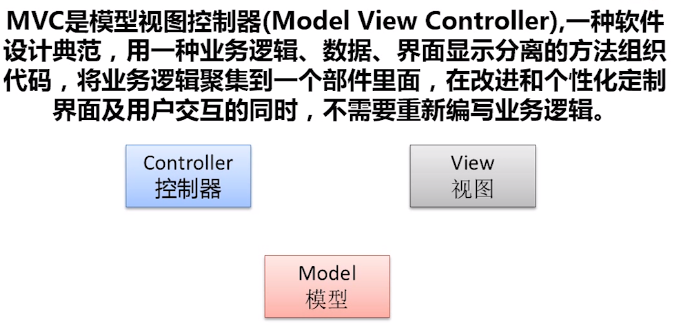 MVC是模型视图控制器(Model View Controller),一种软件
设计典范，用一种业务逻辑、数据、界面显示分离的方法组织
代码，将业务逻辑聚集到一个部件里面，在改进和个性化定制
界面及用户交互的同时，不需要重新编写业务逻辑。
Controller
控制器
View
视图
Model
模型